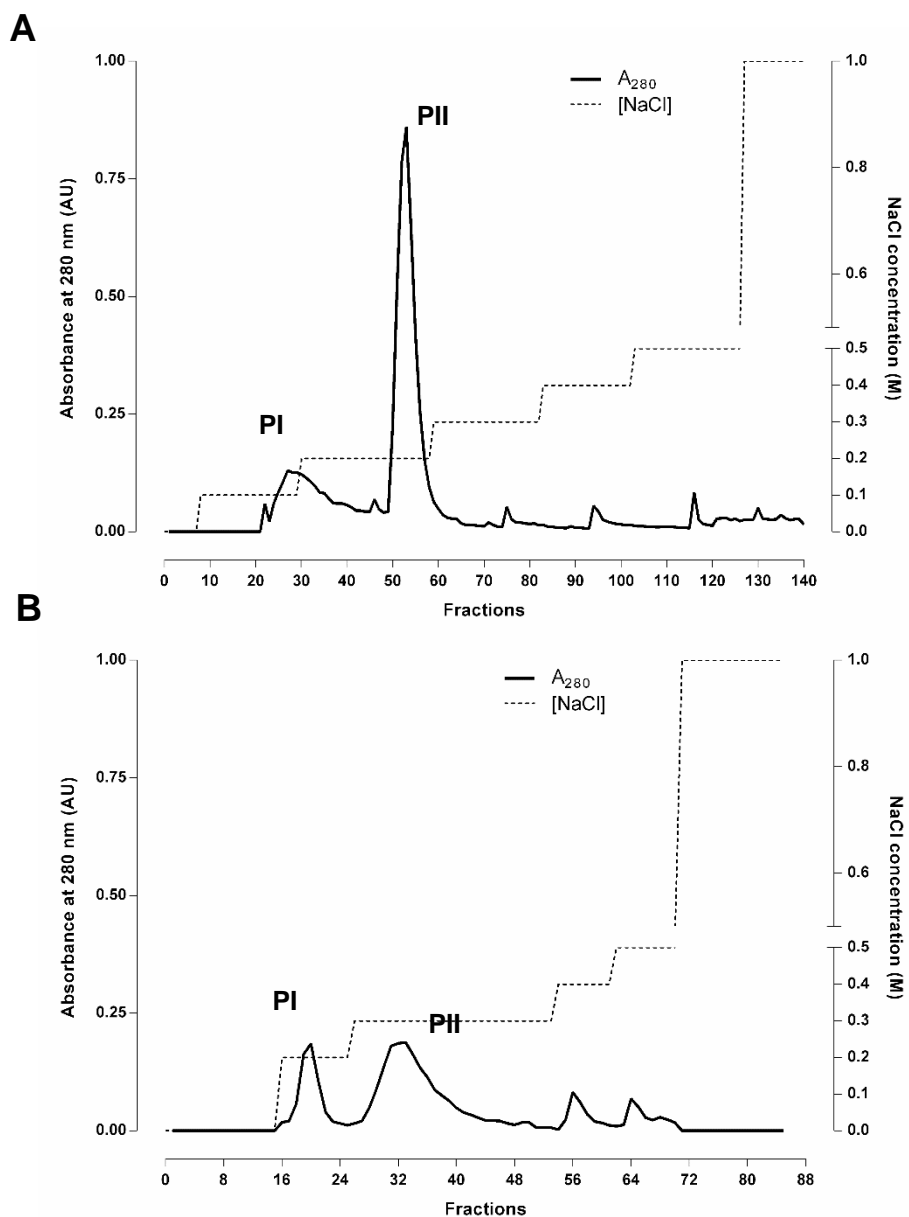 A
A280
[NaCl]
PII
PI
Absorbance at 280 nm (AU)
1.00
0.75
0.50
0.25
0.00
NaCl concentration (M)
1.0
0.8
0.6
0.5
0.4
0.3
0.2
0.1
0.0
0 10 20 30 40 50 60 70 80 90 100 110 120 130 140
Fractions
B
A280
[NaCl]
PI
PII
Absorbance at 280 nm (AU)
1.00
0.75
0.50
0.25
0.00
NaCl concentration (M)
1.0
0.8
0.6
0.5
0.4
0.3
0.2
0.1
0.0
0 8 16 24 32 40 48 56 64 72 80 88
Fractions